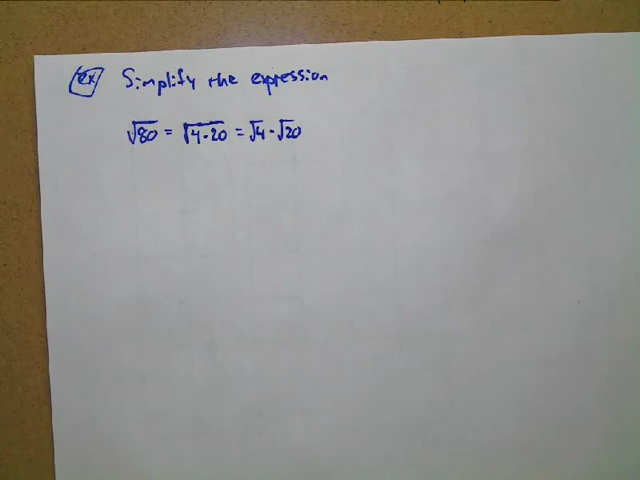 ex Simplify the expression
√80 = √4·20 = √4·√20